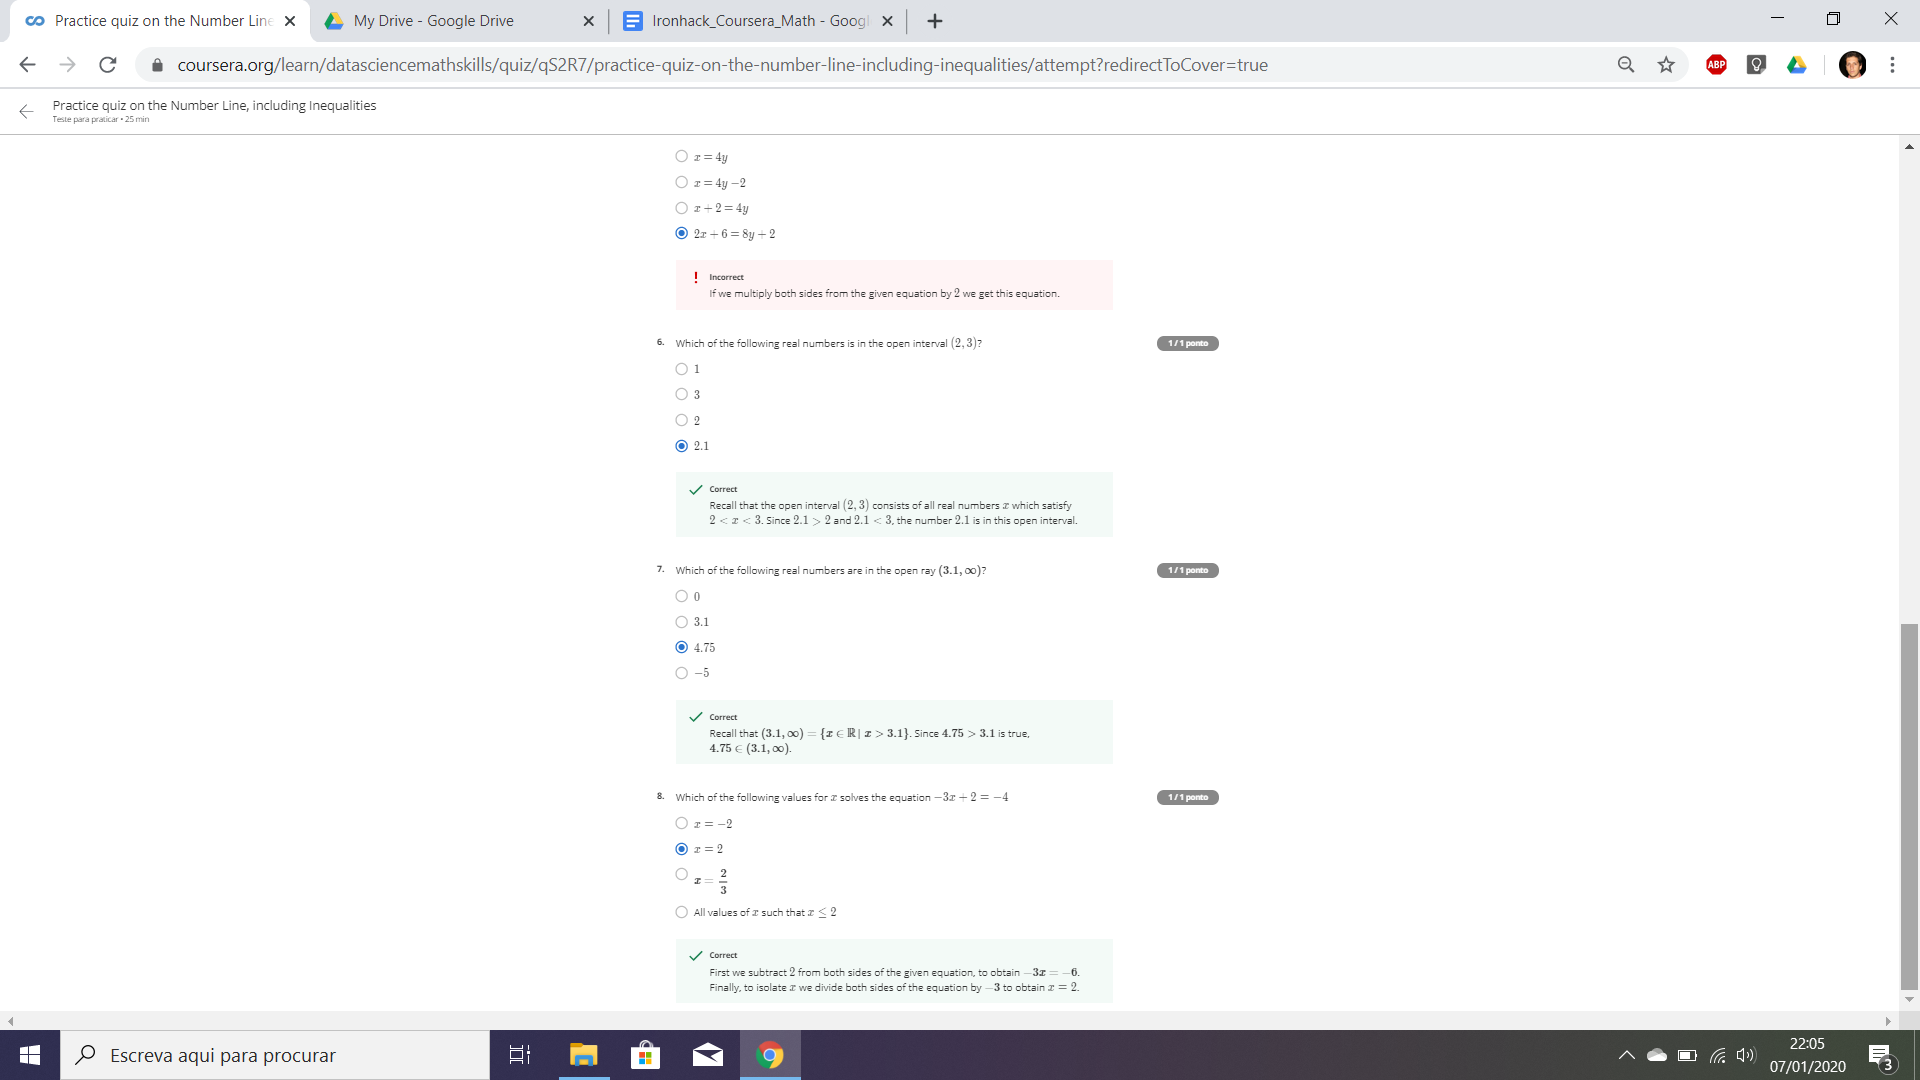 Practice quiz on the Number Line
My Drive - Google Drive
Ironhack_Coursera_Math - Googl
coursera.org/learn/datasciencemathskills/quiz/qS2R7/practice-quiz-on-the-number-line-including-inequalities/attempt?redirectToCover=true
ABP
Practice quiz on the Number Line, including Inequalities
Teste para praticar • 25 min
x = 4y
x = 4y −2
x + 2 = 4y
2x + 6 = 8y + 2
! Incorrect
If we multiply both sides from the given equation by 2 we get this equation.
6. Which of the following real numbers is in the open interval (2, 3)?
1 / 1 ponto
1
3
2
2.1
Correct
Recall that the open interval (2, 3) consists of all real numbers x which satisfy
2 < x < 3. Since 2.1 > 2 and 2.1 < 3, the number 2.1 is in this open interval.
7. Which of the following real numbers are in the open ray (3.1, ∞)?
1 / 1 ponto
0
3.1
4.75
−5
Correct
Recall that (3.1, ∞) = {x ∈ ℝ| x > 3.1}. Since 4.75 > 3.1 is true,
4.75 ∈ (3.1, ∞).
8. Which of the following values for x solves the equation −3x + 2 = −4
1 / 1 ponto
x = −2
x = 2
x = 2/3
All values of x such that x ≤ 2
Correct
First we subtract 2 from both sides of the given equation, to obtain −3x = −6.
Finally, to isolate x we divide both sides of the equation by −3 to obtain x = 2.
Escreva aqui para procurar
22:05
07/01/2020
3